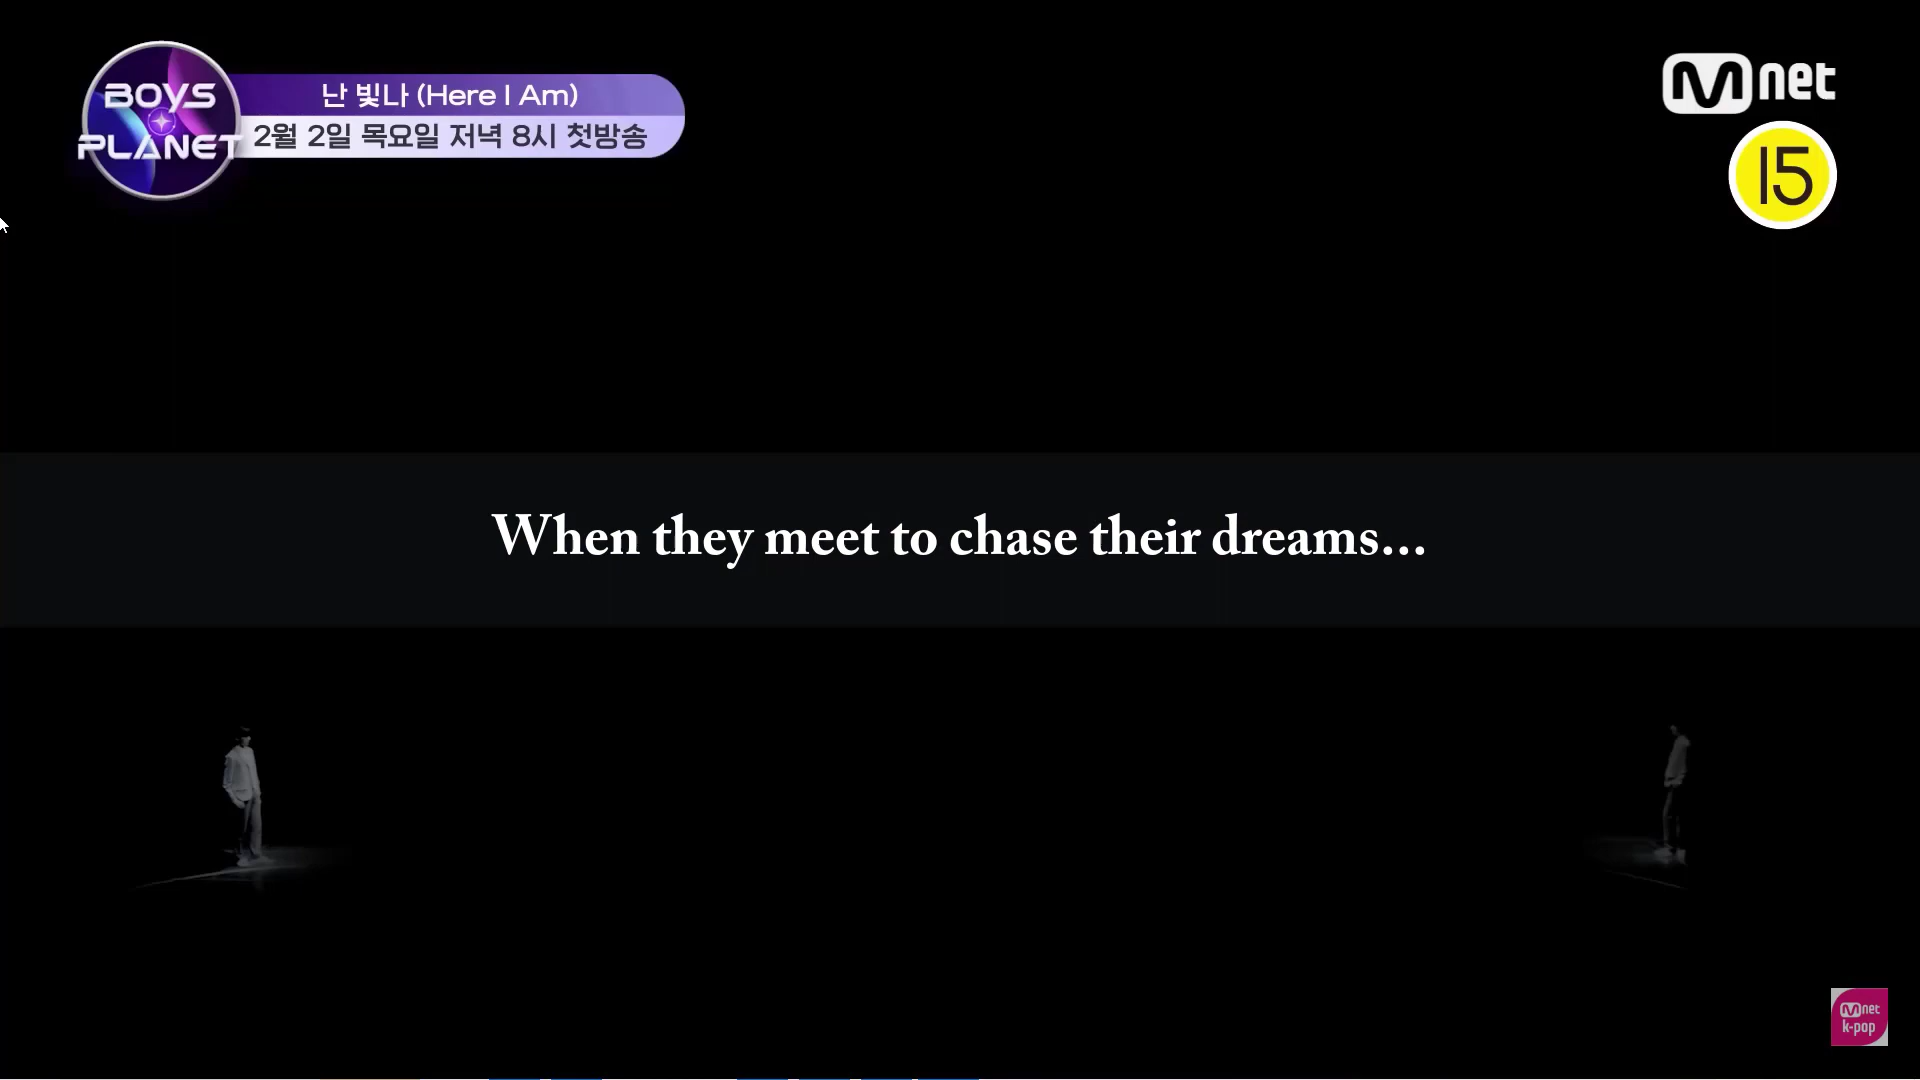 BOYS
PLANET
난 빛나 (Here I Am)
2월 2일 목요일 저녁 8시 첫방송
Mnet
15
When they meet to chase their dreams...
Mnet
k-pop